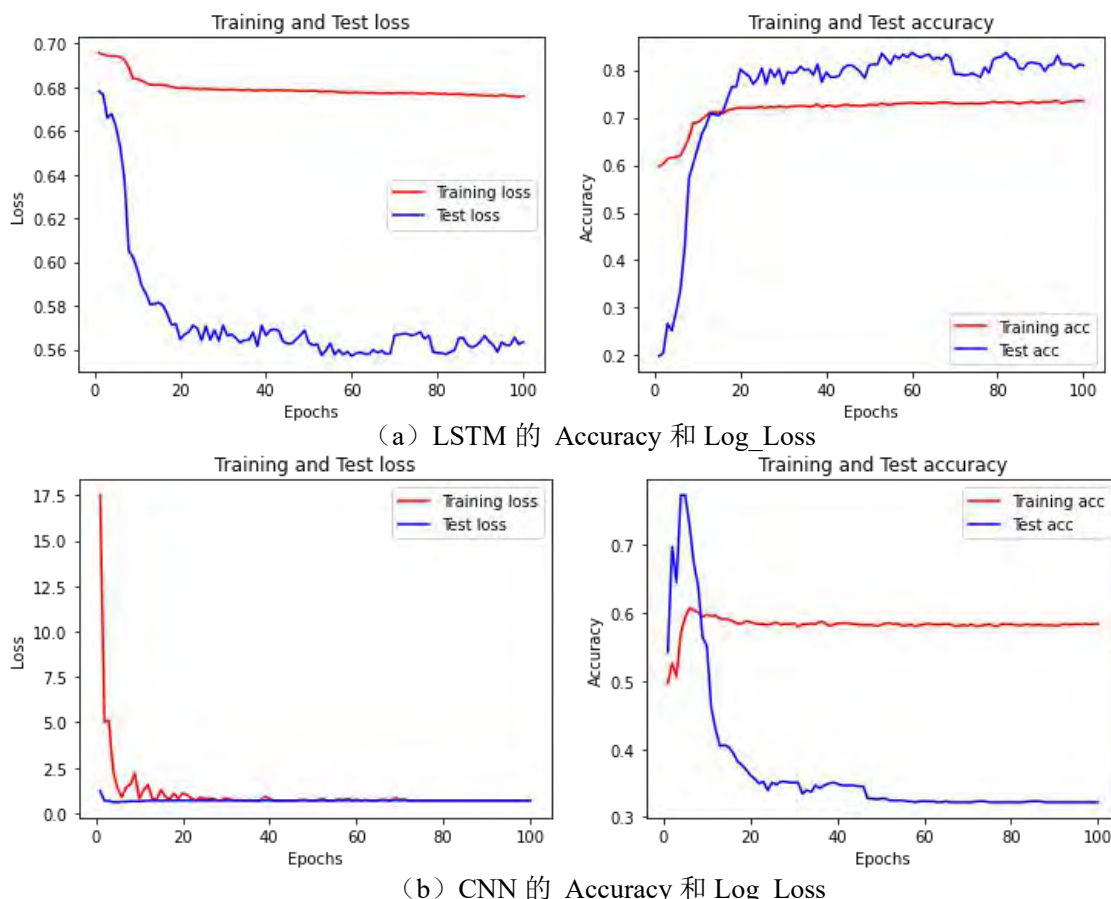 Training and Test loss
Training and Test accuracy
0.70
0.68
0.66
0.64
0.62
0.60
0.58
0.56
Loss
Training loss
Test loss
0 20 40 60 80 100
Epochs
0.8
0.7
0.6
0.5
0.4
0.3
0.2
Accuracy
Training acc
Test acc
0 20 40 60 80 100
Epochs
（a）LSTM 的 Accuracy 和 Log_Loss
Training and Test loss
Training and Test accuracy
17.5
15.0
12.5
10.0
7.5
5.0
2.5
0.0
Loss
Training loss
Test loss
0 20 40 60 80 100
Epochs
0.7
0.6
0.5
0.4
0.3
Accuracy
Training acc
Test acc
0 20 40 60 80 100
Epochs
（b）CNN 的 Accuracy 和 Log_Loss